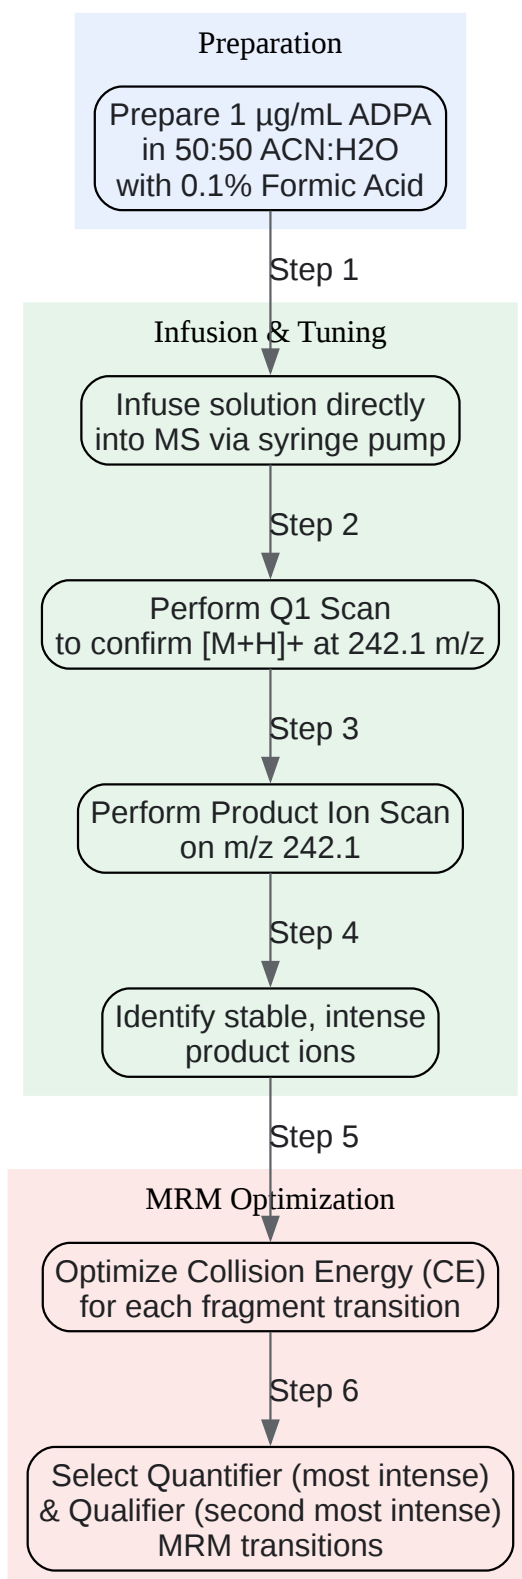 Preparation
Prepare 1 µg/mL ADPA
in 50:50 ACN:H2O
with 0.1% Formic Acid
Step 1
Infusion & Tuning
Infuse solution directly
into MS via syringe pump
Step 2
Perform Q1 Scan
to confirm [M+H]+ at 242.1 m/z
Step 3
Perform Product Ion Scan
on m/z 242.1
Step 4
Identify stable, intense
product ions
Step 5
MRM Optimization
Optimize Collision Energy (CE)
for each fragment transition
Step 6
Select Quantifier (most intense)
& Qualifier (second most intense)
MRM transitions